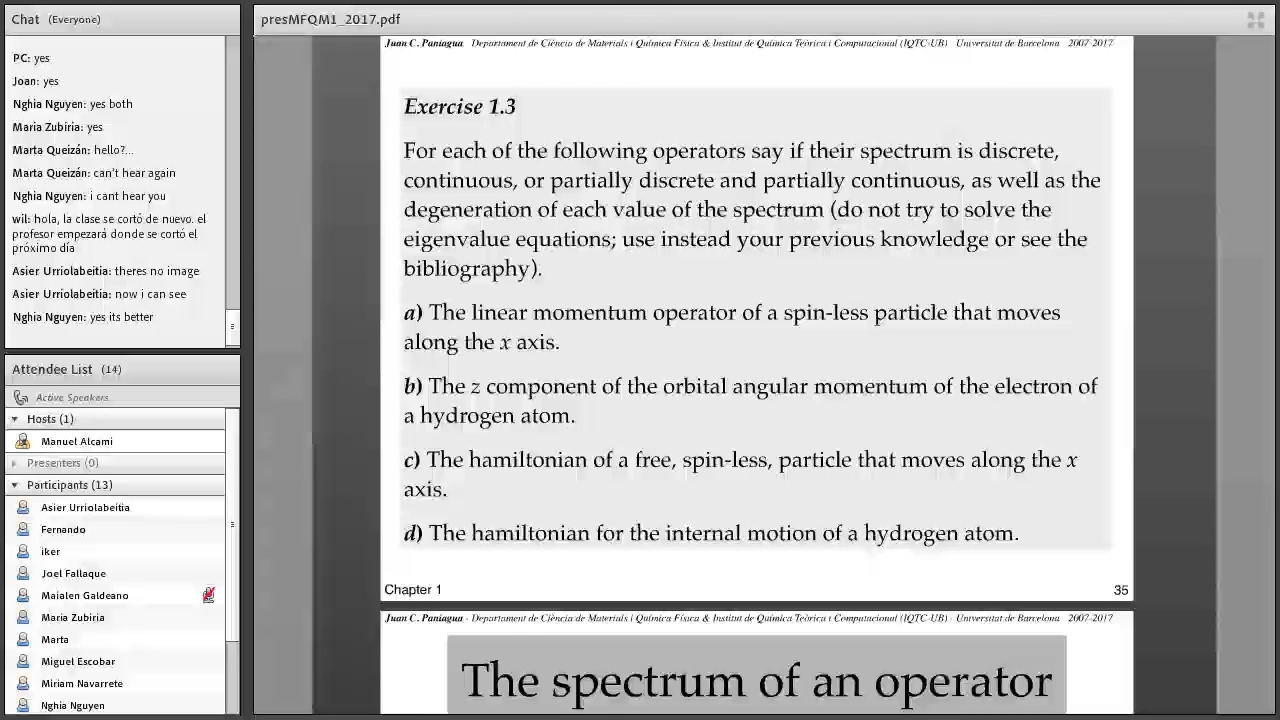 Chat (Everyone)
PC: yes
Joan: yes
Nghia Nguyen: yes both
Maria Zubiria: yes
Marta Queizán: hello?...
Marta Queizán: can't hear again
Nghia Nguyen: i cant hear you
wil: hola, la clase se cortó de nuevo. el
profesor empezará donde se cortó el
próximo día
Asier Urriolabeitia: theres no image
Asier Urriolabeitia: now i can see
Nghia Nguyen: yes its better
Attendee List (14)
Active Speakers
Hosts (1)
Manuel Alcami
Presenters (0)
Participants (13)
Asier Urriolabeitia
Fernando
iker
Joel Fallaque
Maialen Galdeano
Maria Zubiria
Marta
Miguel Escobar
Miriam Navarrete
Nghia Nguyen
presMFQM1_2017.pdf
Juan C. Paniagua · Departament de Ciència de Materials i Química Física & Institut de Química Teòrica i Computacional (IQTC-UB) · Universitat de Barcelona 2007-2017
Exercise 1.3
For each of the following operators say if their spectrum is discrete,
continuous, or partially discrete and partially continuous, as well as the
degeneration of each value of the spectrum (do not try to solve the
eigenvalue equations; use instead your previous knowledge or see the
bibliography).
a) The linear momentum operator of a spin-less particle that moves
along the x axis.
b) The z component of the orbital angular momentum of the electron of
a hydrogen atom.
c) The hamiltonian of a free, spin-less, particle that moves along the x
axis.
d) The hamiltonian for the internal motion of a hydrogen atom.
Chapter 1 35
Juan C. Paniagua · Departament de Ciència de Materials i Química Física & Institut de Química Teòrica i Computacional (IQTC-UB) · Universitat de Barcelona 2007-2017
The spectrum of an operator